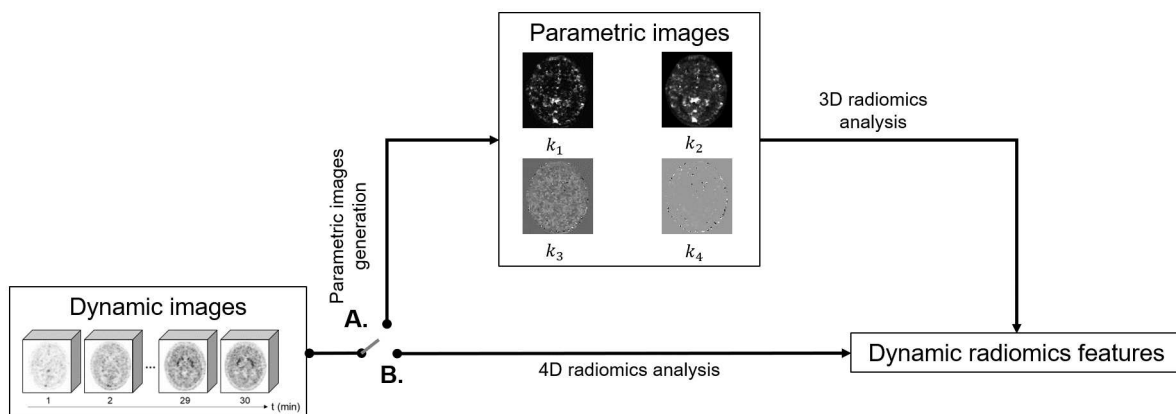 Parametric images
k₁
k₂
k₃
k₄
3D radiomics
analysis
Parametric images
generation
Dynamic images
1 2 ... 29 30
t (min)
A.
B.
4D radiomics analysis
Dynamic radiomics features